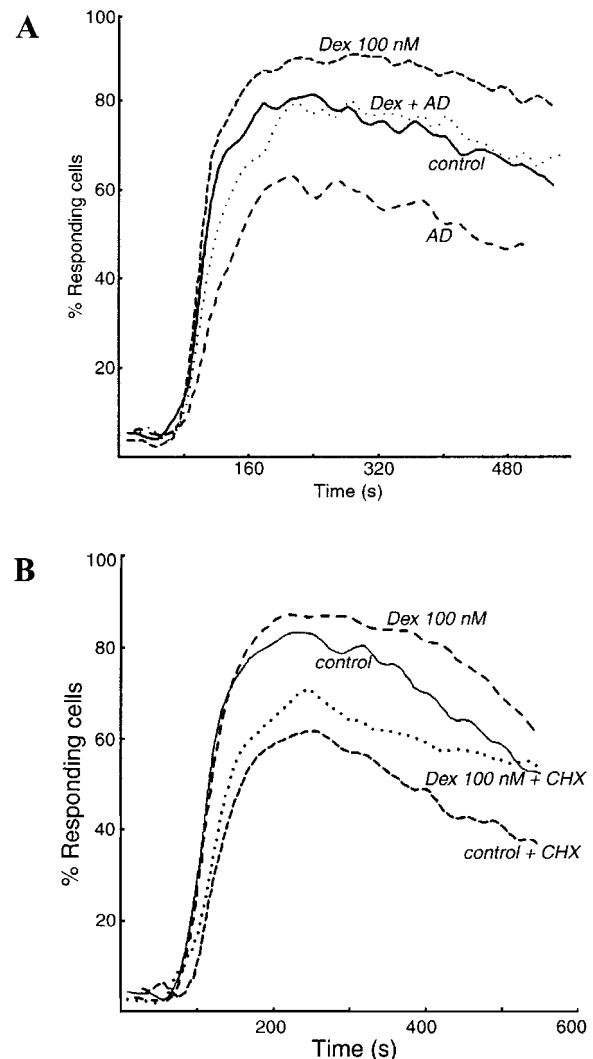 A
100
80
60
40
20
% Responding cells
Dex 100 nM
Dex + AD
control
AD
160
320
480
Time (s)
B
100
80
60
40
20
% Responding cells
Dex 100 nM
control
Dex 100 nM + CHX
control + CHX
200
400
600
Time (s)